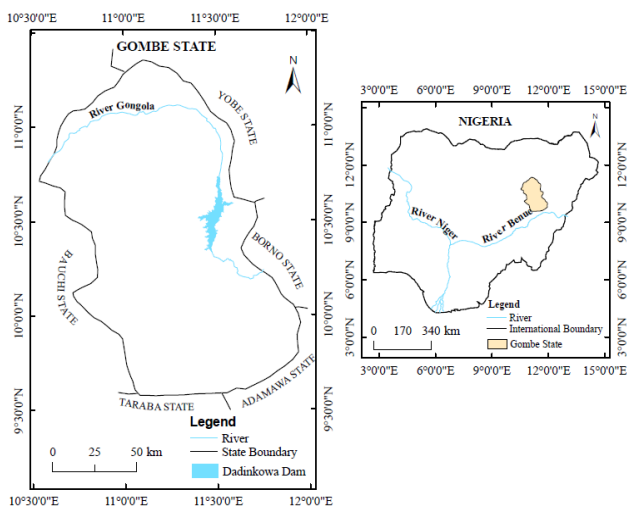 10°30'0"E 11°0'0"E 11°30'0"E 12°0'0"E
GOMBE STATE
N
River Gongola
YOBE STATE
BORNO STATE
BAUCHI STATE
ADAMAWA STATE
TARABA STATE
11°0'0"N
10°30'0"N
10°0'0"N
9°30'0"N
11°0'0"N
10°30'0"N
10°0'0"N
9°30'0"N
Legend
River
State Boundary
Dadinkowa Dam
0 25 50 km
10°30'0"E 11°0'0"E 11°30'0"E 12°0'0"E
3°0'0"E 6°0'0"E 9°0'0"E 12°0'0"E 15°0'0"E
NIGERIA
N
River Niger
River Benue
12°0'0"N
9°0'0"N
6°0'0"N
3°0'0"N
12°0'0"N
9°0'0"N
6°0'0"N
3°0'0"N
Legend
River
International Boundary
Gombe State
0 170 340 km
3°0'0"E 6°0'0"E 9°0'0"E 12°0'0"E 15°0'0"E